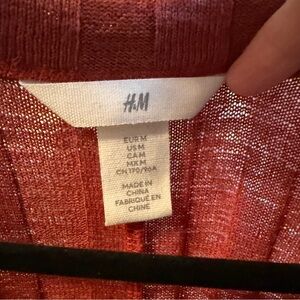 H&M
EUR M
US M
CA M
MX M
CN 170/96A
MADE IN
CHINA
FABRIQUÉ EN
CHINE